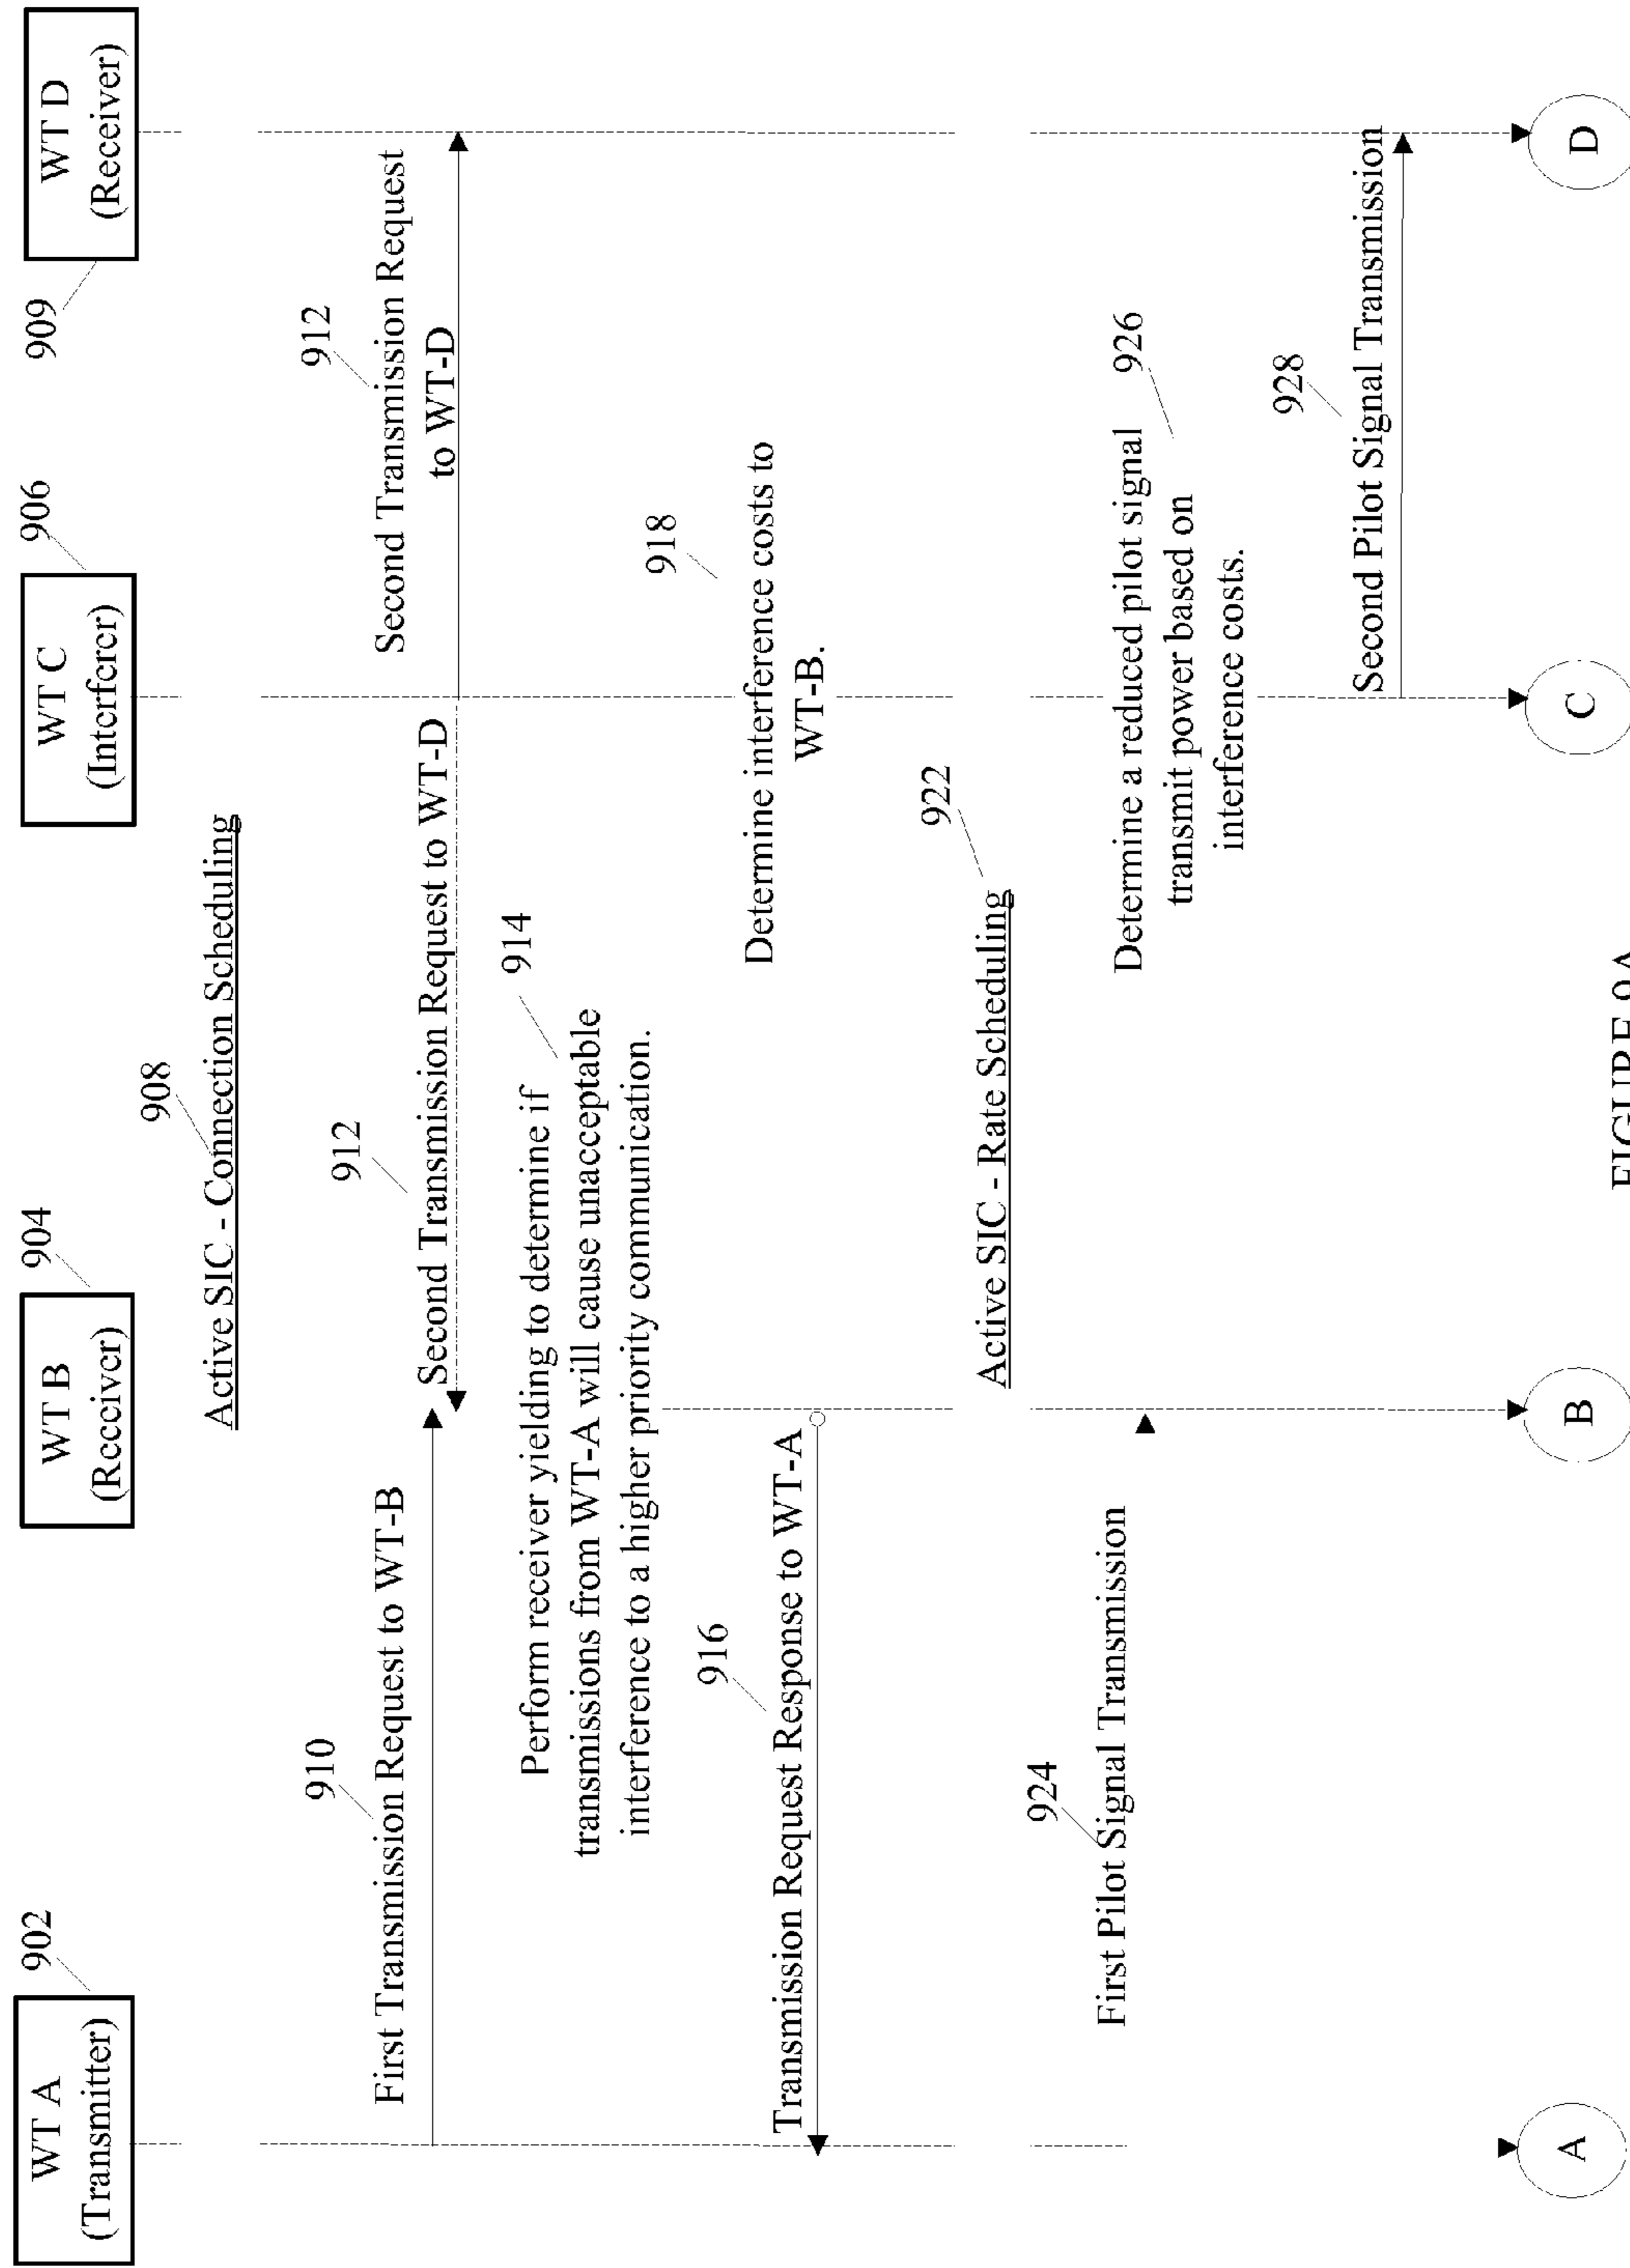 902
WT A
(Transmitter)
904
WT B
(Receiver)
906
WT C
(Interferer)
909
WT D
(Receiver)
908
Active SIC - Connection Scheduling
910
First Transmission Request to WT-B
912
Second Transmission Request to WT-D
912
Second Transmission Request
to WT-D
914
Perform receiver yielding to determine if
transmissions from WT-A will cause unacceptable
interference to a higher priority communication.
916
Transmission Request Response to WT-A
918
Determine interference costs to
WT-B.
922
Active SIC - Rate Scheduling
924
First Pilot Signal Transmission
926
Determine a reduced pilot signal
transmit power based on
interference costs.
928
Second Pilot Signal Transmission
A
B
C
D
FIGURE 9A